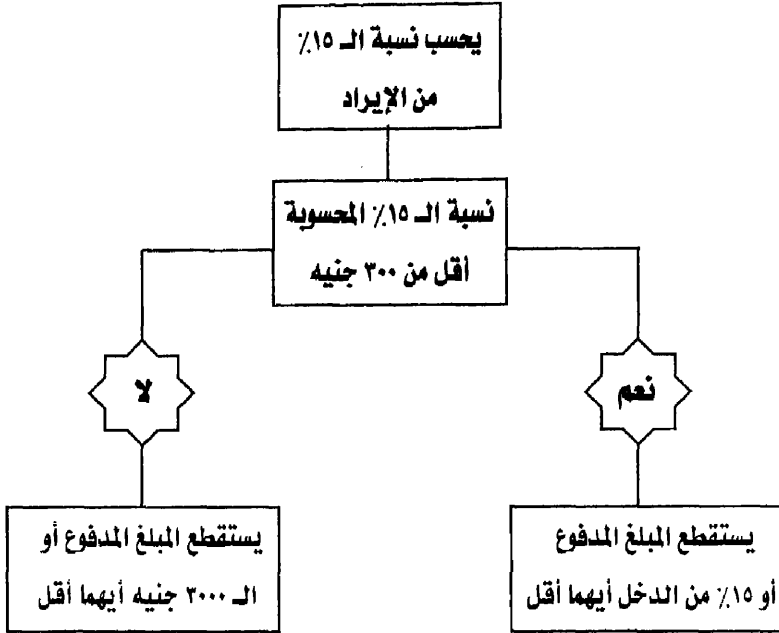 يحسب نسبة الـ ١٥٪
من الإيراد
نسبة الـ ١٥٪ المحسوبة
أقل من ٣٠٠ جنيه
نعم
لا
يستقطع المبلغ المدفوع
أو ١٥٪ من الدخل أيهما أقل
يستقطع المبلغ المدفوع أو
الـ ٣٠٠٠ جنيه أيهما أقل